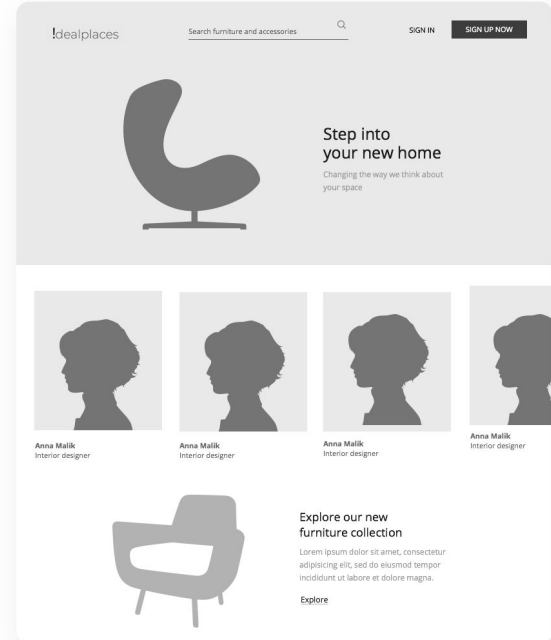 !dealplaces
Search furniture and accessories
SIGN IN
SIGN UP NOW
Step into
your new home
Changing the way we think about
your space
Anna Malik
Interior designer
Anna Malik
Interior designer
Anna Malik
Interior designer
Anna Malik
Interior designer
Explore our new
furniture collection
Lorem ipsum dolor sit amet, consectetur
adipisicing elit, sed do eiusmod tempor
incididunt ut labore et dolore magna.
Explore